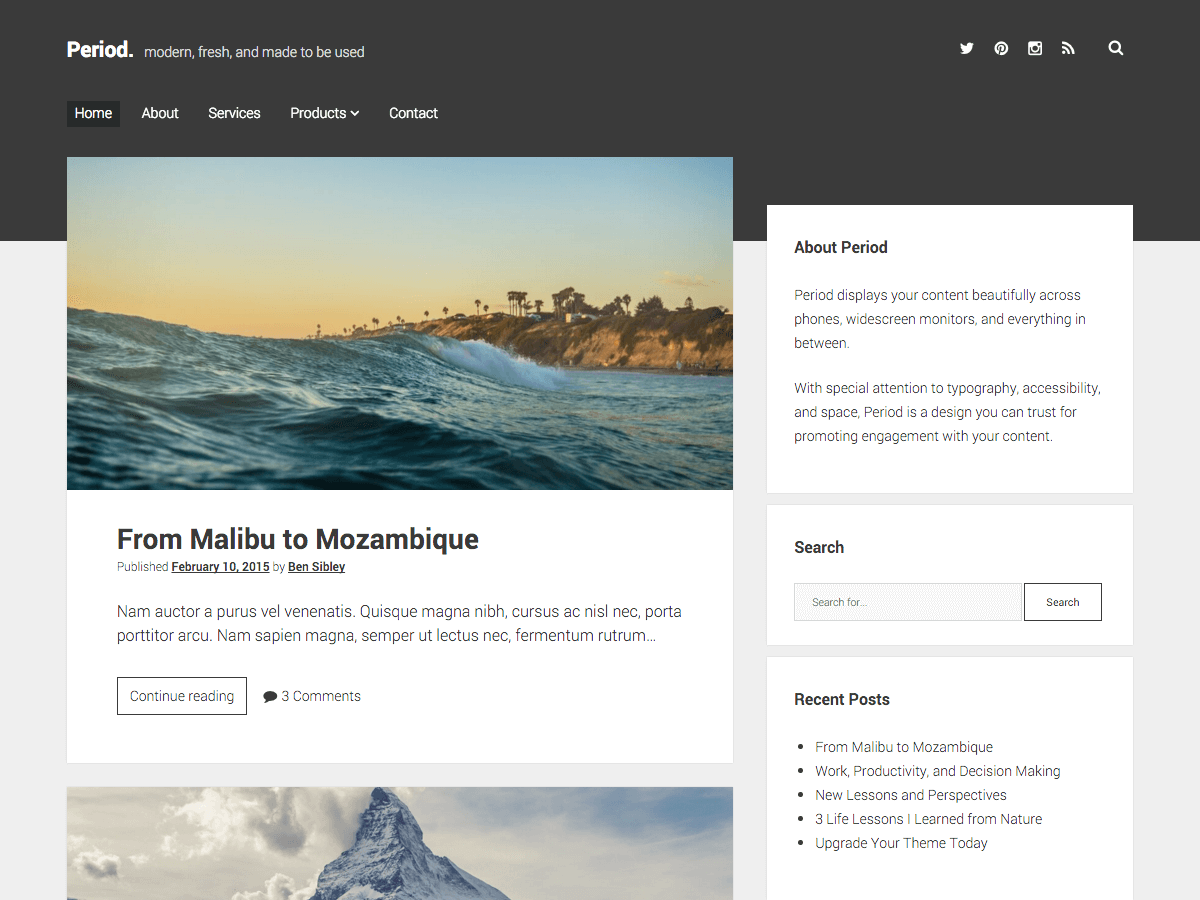 Period. modern, fresh, and made to be used
Home About Services Products Contact
From Malibu to Mozambique
Published February 10, 2015 by Ben Sibley
Nam auctor a purus vel venenatis. Quisque magna nibh, cursus ac nisl nec, porta
porttitor arcu. Nam sapien magna, semper ut lectus nec, fermentum rutrum…
Continue reading 3 Comments
About Period
Period displays your content beautifully across
phones, widescreen monitors, and everything in
between.
With special attention to typography, accessibility,
and space, Period is a design you can trust for
promoting engagement with your content.
Search
Search for... Search
Recent Posts
From Malibu to Mozambique
Work, Productivity, and Decision Making
New Lessons and Perspectives
3 Life Lessons I Learned from Nature
Upgrade Your Theme Today